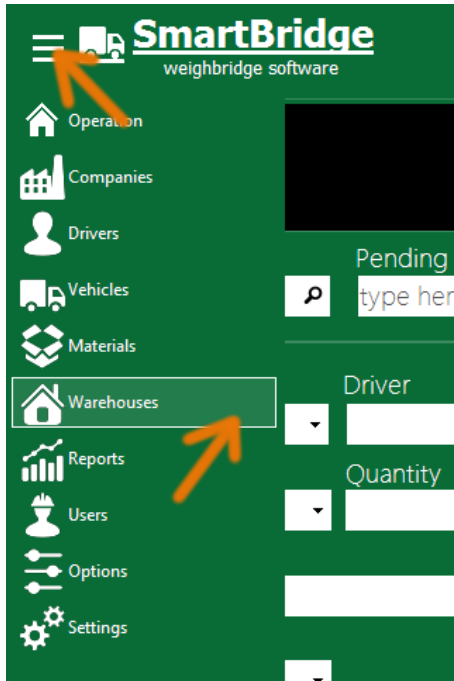 SmartBridge
weighbridge software
Operation
Companies
Drivers
Vehicles
Materials
Warehouses
Reports
Users
Options
Settings
Pending
type her
Driver
Quantity